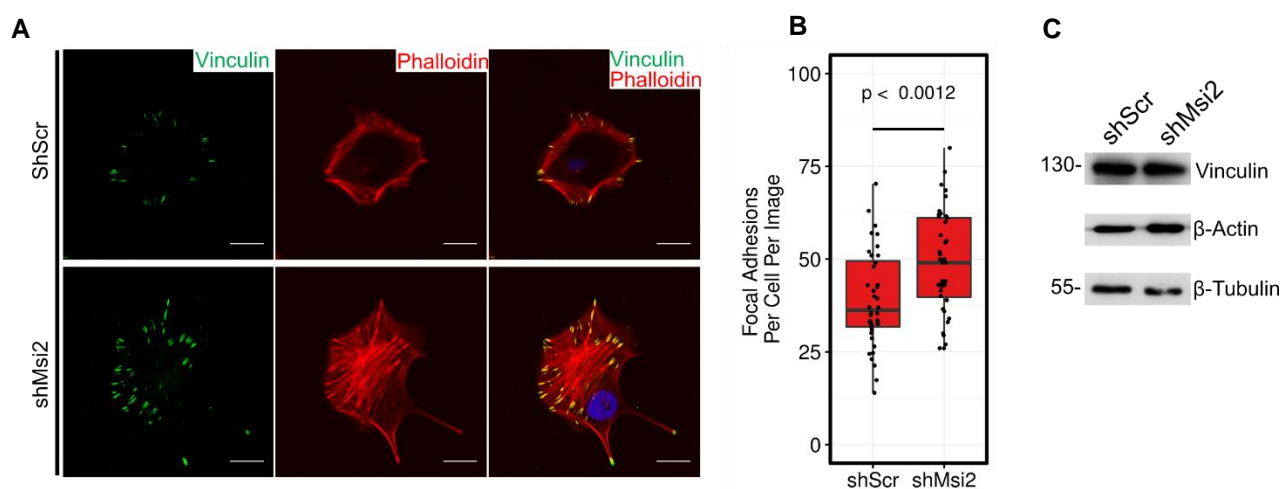 A
Vinculin
Phalloidin
Vinculin
Phalloidin
ShScr
shMsi2
B
100
75
50
25
0
Focal Adhesions
Per Cell Per Image
p < 0.0012
shScr shMsi2
C
shScr shMsi2
130- Vinculin
β-Actin
55- β-Tubulin